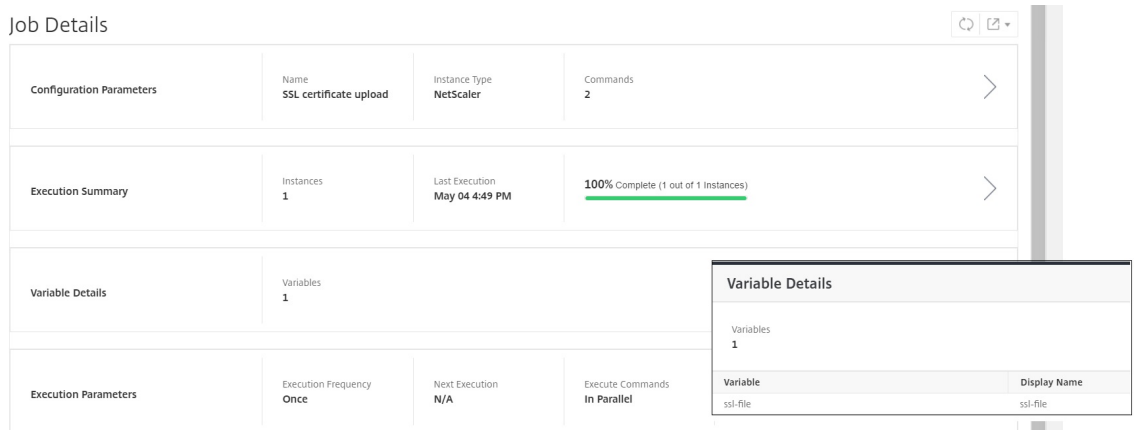 Job Details
Configuration Parameters
Name
SSL certificate upload
Instance Type
NetScaler
Commands
2
Execution Summary
Instances
1
Last Execution
May 04 4:49 PM
100% Complete (1 out of 1 Instances)
Variable Details
Variables
1
Execution Parameters
Execution Frequency
Once
Next Execution
N/A
Execute Commands
In Parallel
Variable Details
Variables
1
Variable Display Name
ssl-file ssl-file